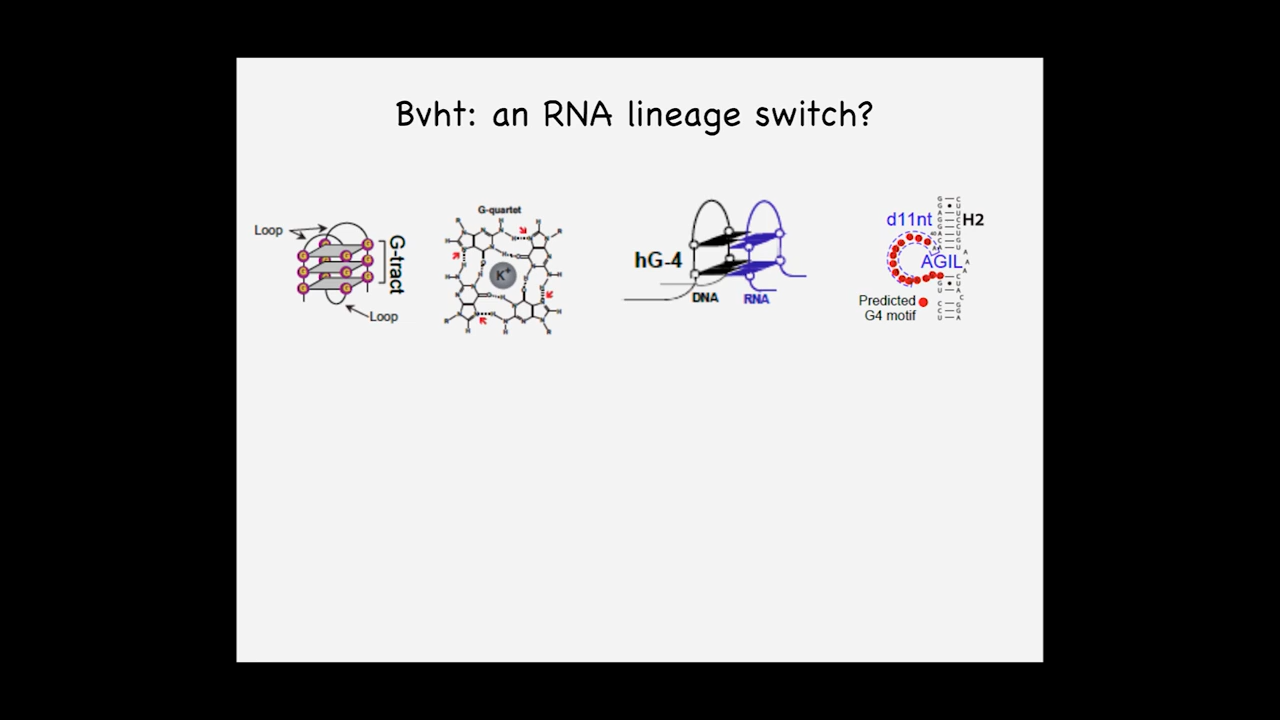 Bvht: an RNA lineage switch?
Loop
G-tract
Loop
G-quartet
K+
hG-4
DNA
RNA
d11nt
H2
AGIL
Predicted
G4 motif